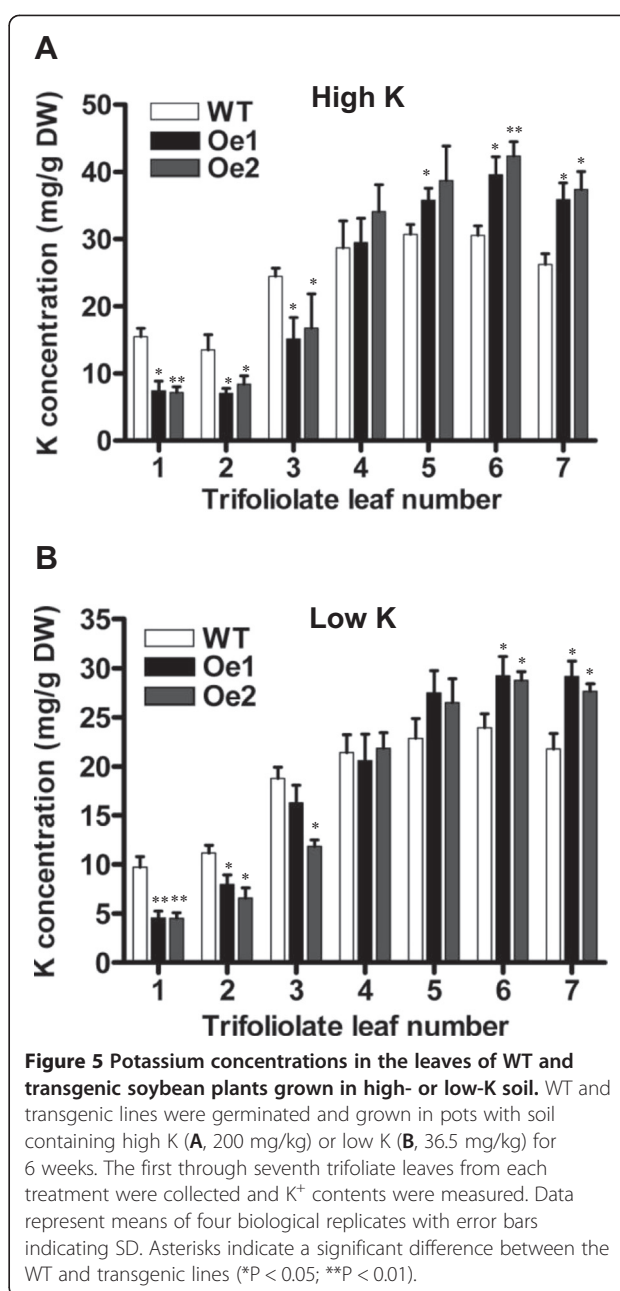 A
High K
WT
Oe1
Oe2
K concentration (mg/g DW)
50
40
30
20
10
0
* ** * * * * * * ** * *
1 2 3 4 5 6 7
Trifoliolate leaf number
B
Low K
WT
Oe1
Oe2
K concentration (mg/g DW)
35
30
25
20
15
10
5
0
** ** * * * * * * *
1 2 3 4 5 6 7
Trifoliolate leaf number
Figure 5 Potassium concentrations in the leaves of WT and
transgenic soybean plants grown in high- or low-K soil. WT and
transgenic lines were germinated and grown in pots with soil
containing high K (A, 200 mg/kg) or low K (B, 36.5 mg/kg) for
6 weeks. The first through seventh trifoliate leaves from each
treatment were collected and K⁺ contents were measured. Data
represent means of four biological replicates with error bars
indicating SD. Asterisks indicate a significant difference between the
WT and transgenic lines (*P < 0.05; **P < 0.01).